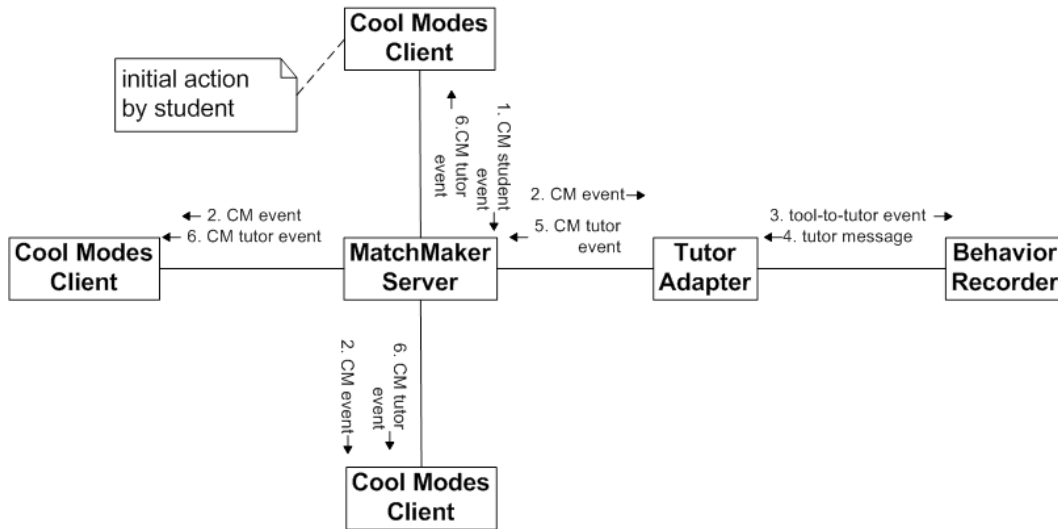 Cool Modes
Client
initial action
by student
6.CM tutor
event
1. CM student
event
2. CM event
5. CM tutor
event
3. tool-to-tutor event
4. tutor message
2. CM event
6. CM tutor event
Cool Modes
Client
MatchMaker
Server
Tutor
Adapter
Behavior
Recorder
2. CM event
6. CM tutor
event
Cool Modes
Client